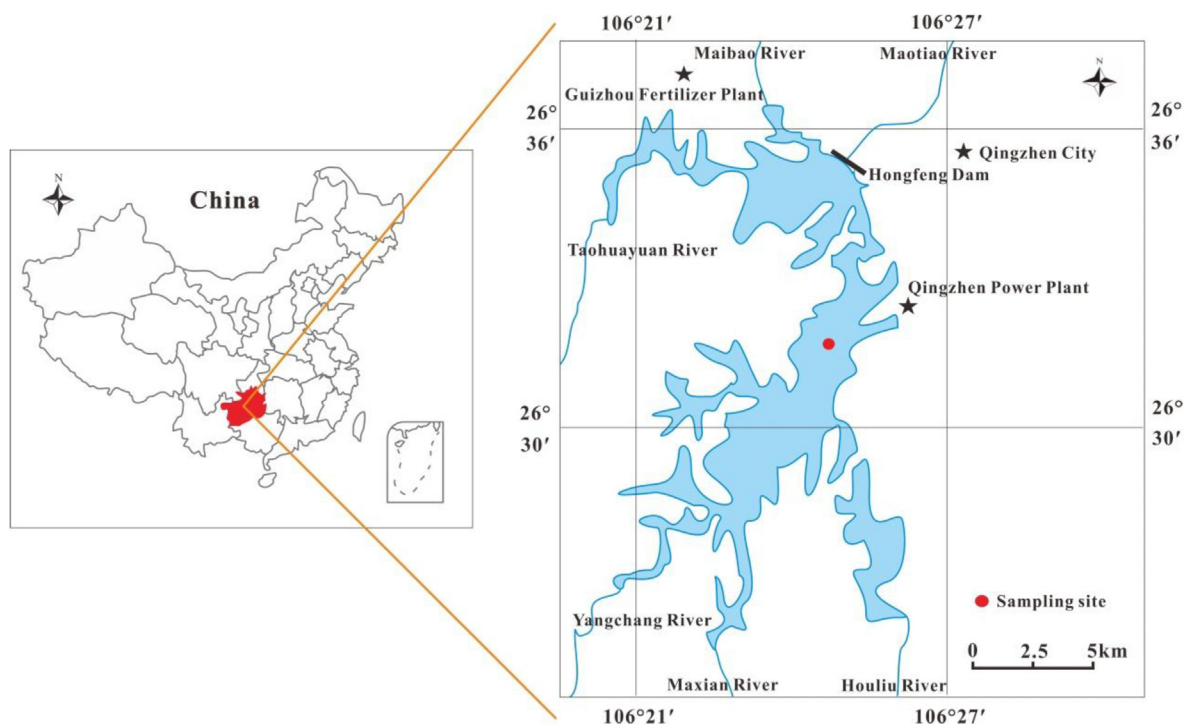 N
China
106°21′
106°27′
Maibao River
Maotiao River
N
Guizhou Fertilizer Plant
26°
36′
26°
36′
Qingzhen City
Hongfeng Dam
Taohuayuan River
Qingzhen Power Plant
26°
30′
26°
30′
Yangchang River
Maxian River
Houliu River
Sampling site
0 2.5 5km
106°21′
106°27′